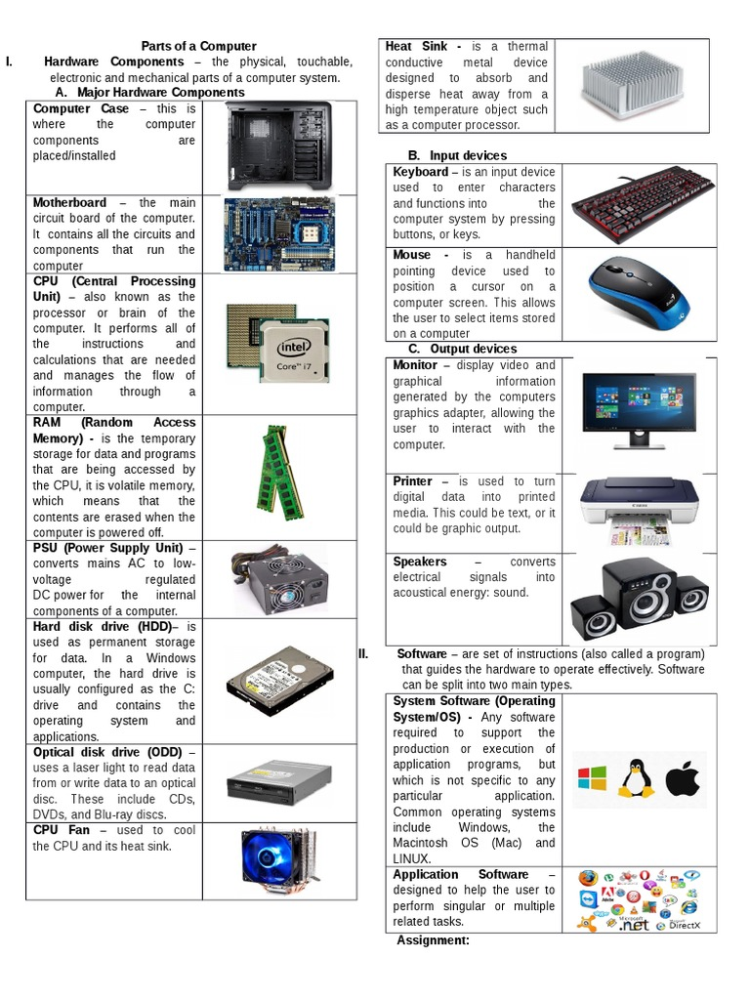 Parts of a Computer
I. Hardware Components – the physical, touchable,
electronic and mechanical parts of a computer system.
A. Major Hardware Components
Computer Case – this is
where the computer
components are
placed/installed
Motherboard – the main
circuit board of the computer.
It contains all the circuits and
components that run the
computer
CPU (Central Processing
Unit) – also known as the
processor or brain of the
computer. It performs all of
the instructions and
calculations that are needed
and manages the flow of
information through a
computer.
intel
Core™ i7
RAM (Random Access
Memory) - is the temporary
storage for data and programs
that are being accessed by
the CPU, it is volatile memory,
which means that the
contents are erased when the
computer is powered off.
PSU (Power Supply Unit) –
converts mains AC to low-
voltage regulated
DC power for the internal
components of a computer.
Hard disk drive (HDD)– is
used as permanent storage
for data. In a Windows
computer, the hard drive is
usually configured as the C:
drive and contains the
operating system and
applications.
Optical disk drive (ODD) –
uses a laser light to read data
from or write data to an optical
disc. These include CDs,
DVDs, and Blu-ray discs.
CPU Fan – used to cool
the CPU and its heat sink.
Heat Sink - is a thermal
conductive metal device
designed to absorb and
disperse heat away from a
high temperature object such
as a computer processor.
B. Input devices
Keyboard – is an input device
used to enter characters
and functions into the
computer system by pressing
buttons, or keys.
Mouse - is a handheld
pointing device used to
position a cursor on a
computer screen. This allows
the user to select items stored
on a computer
C. Output devices
Monitor – display video and
graphical information
generated by the computers
graphics adapter, allowing the
user to interact with the
computer.
Printer – is used to turn
digital data into printed
media. This could be text, or it
could be graphic output.
Speakers – converts
electrical signals into
acoustical energy: sound.
II. Software – are set of instructions (also called a program)
that guides the hardware to operate effectively. Software
can be split into two main types.
System Software (Operating
System/OS) - Any software
required to support the
production or execution of
application programs, but
which is not specific to any
particular application.
Common operating systems
include Windows, the
Macintosh OS (Mac) and
LINUX.
Application Software –
designed to help the user to
perform singular or multiple
related tasks.
Adobe
Microsoft
.net
DirectX
Assignment: